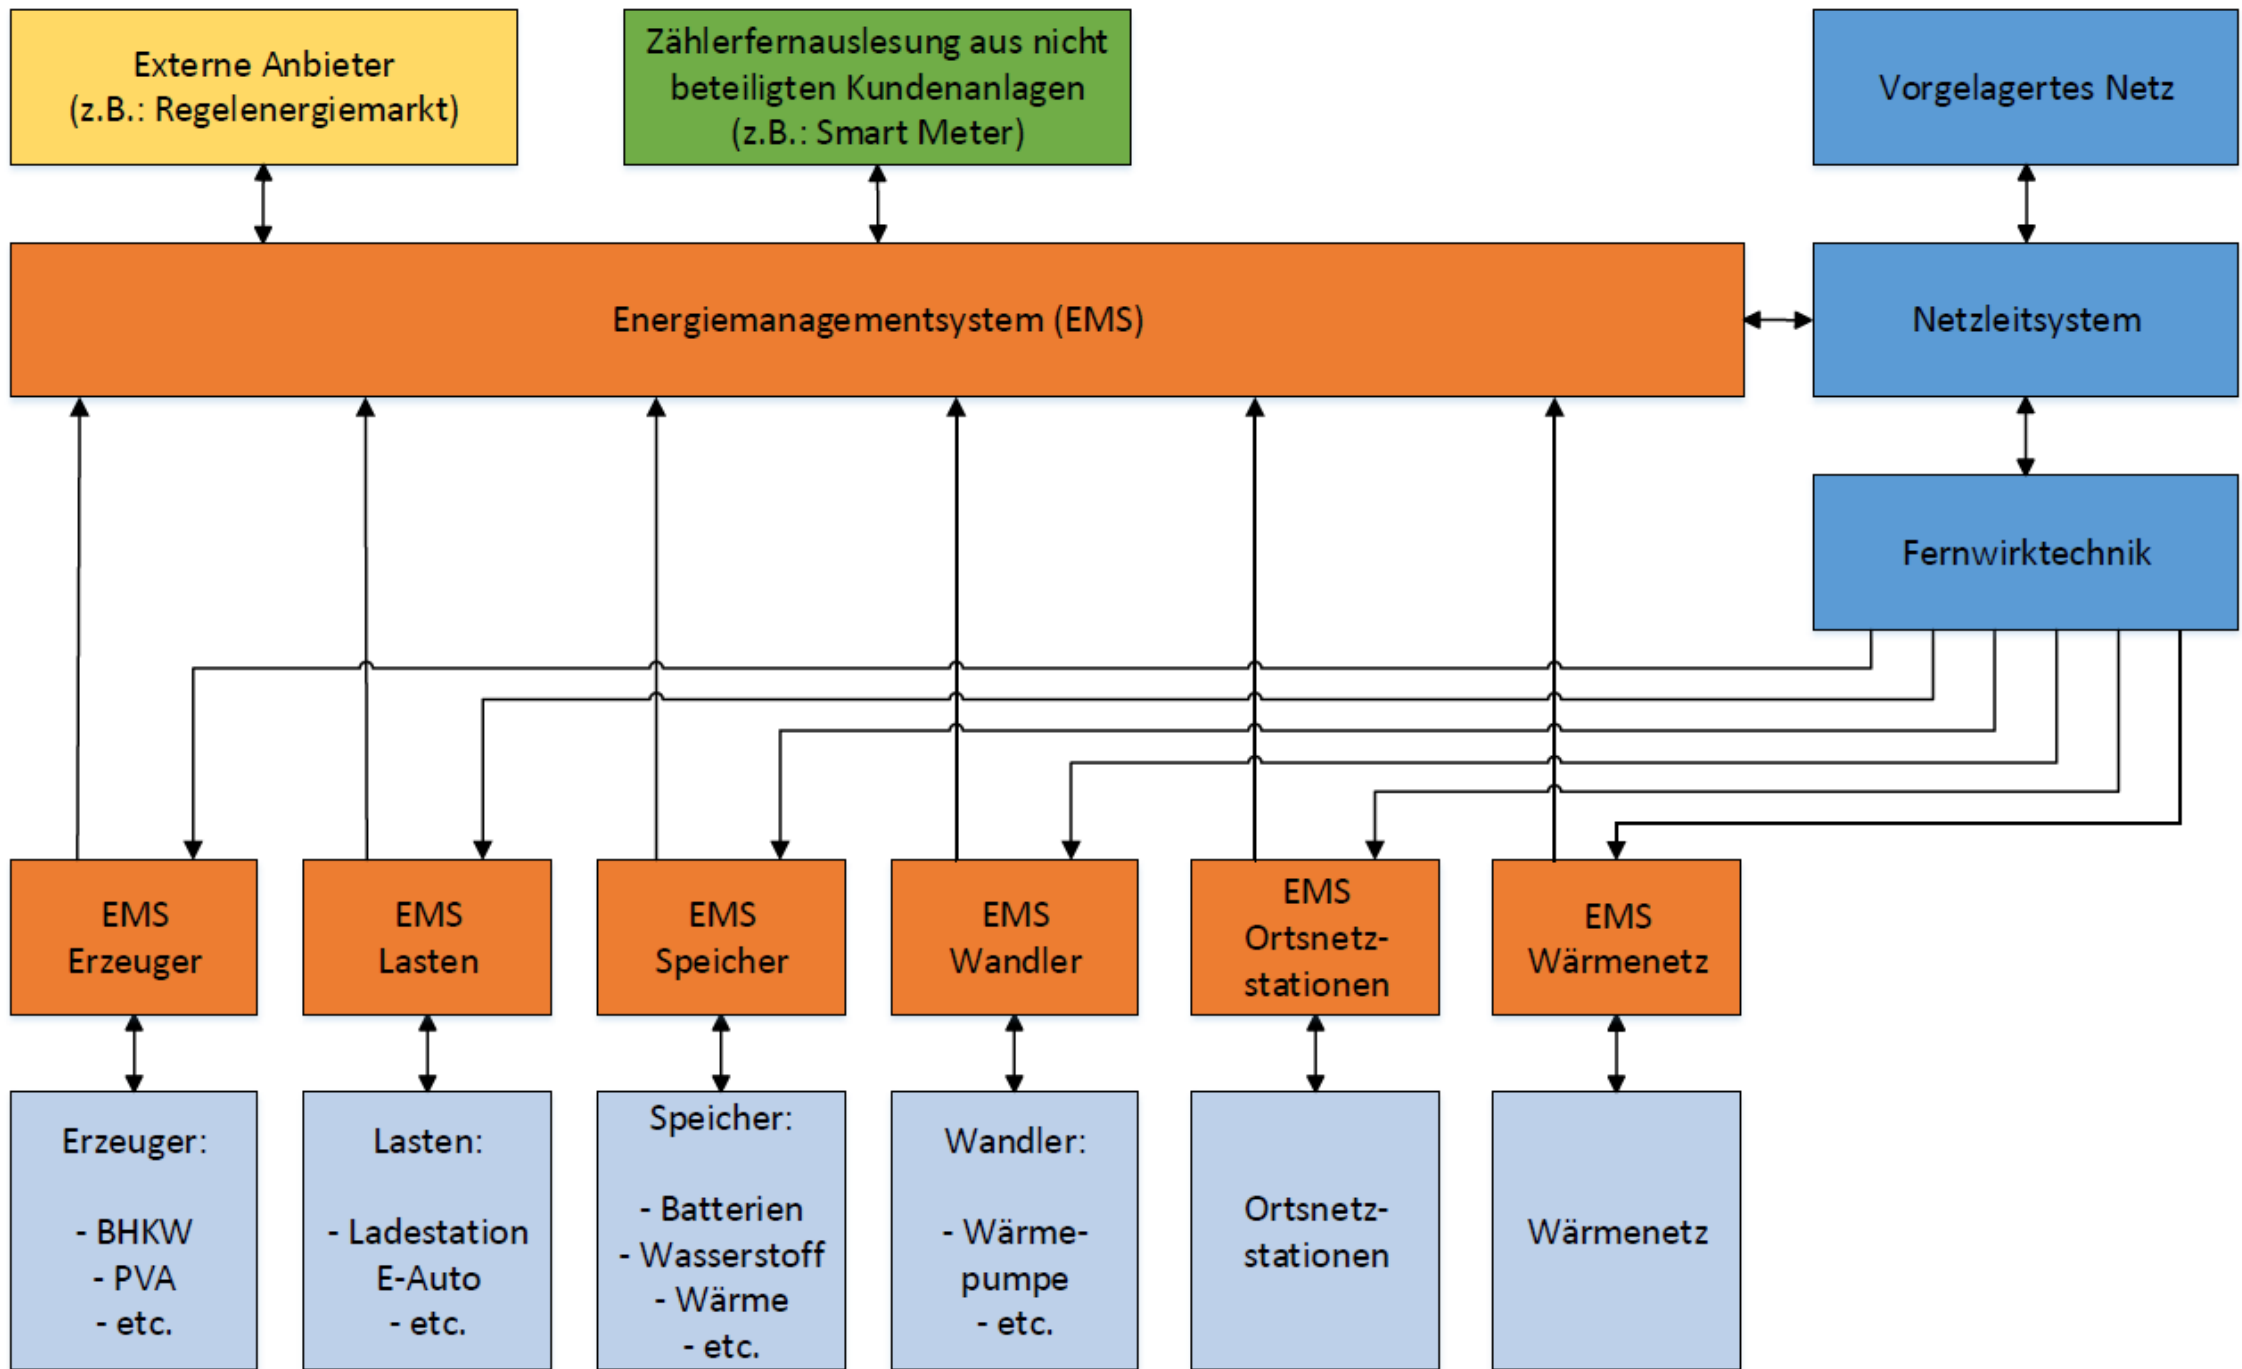 Externe Anbieter
(z.B.: Regelenergiemarkt)
Zählerfernauslesung aus nicht
beteiligten Kundenanlagen
(z.B.: Smart Meter)
Vorgelagertes Netz
Energiemanagementsystem (EMS)
Netzleitsystem
Fernwirktechnik
EMS
Erzeuger
EMS
Lasten
EMS
Speicher
EMS
Wandler
EMS
Ortsnetz-
stationen
EMS
Wärmenetz
Erzeuger:
- BHKW
- PVA
- etc.
Lasten:
- Ladestation
E-Auto
- etc.
Speicher:
- Batterien
- Wasserstoff
- Wärme
- etc.
Wandler:
- Wärme-
pumpe
- etc.
Ortsnetz-
stationen
Wärmenetz